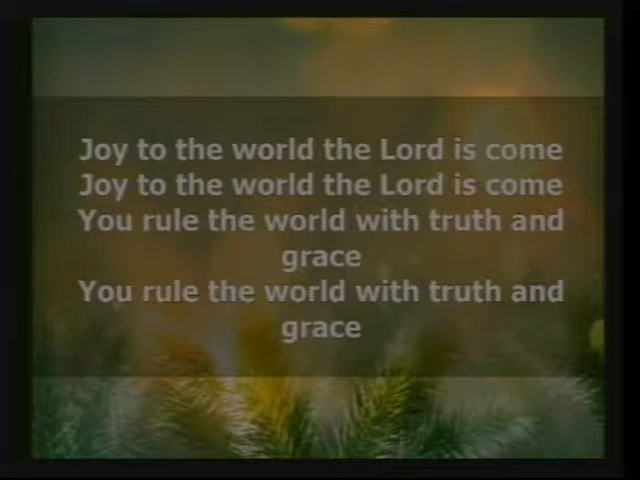 Joy to the world the Lord is come
Joy to the world the Lord is come
You rule the world with truth and
grace
You rule the world with truth and
grace